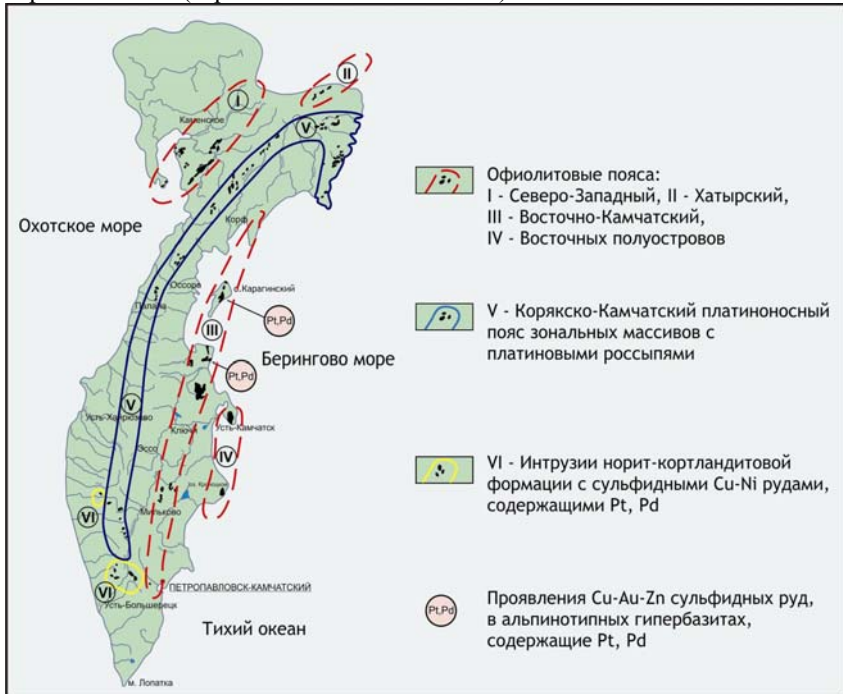 II
I
Каменское
V
Охотское море
Корф
Оссора
о.Карагинский
Палана
Pt,Pd
III
Берингово море
Pt,Pd
V
Усть-Хайрюзово
Усть-Камчатск
Ключи
Эссо
IV
оз. Кроноцкое
Мильково
VI
VI
ПЕТРОПАВЛОВСК-КАМЧАТСКИЙ
Усть-Большерецк
Тихий океан
м. Лопатка
Офиолитовые пояса:
I - Северо-Западный, II - Хатырский,
III - Восточно-Камчатский,
IV - Восточных полуостровов
V - Корякско-Камчатский платиноносный
пояс зональных массивов с
платиновыми россыпями
VI - Интрузии норит-кортландитовой
формации с сульфидными Cu-Ni рудами,
содержащими Pt, Pd
Pt,Pd
Проявления Cu-Au-Zn сульфидных руд,
в альпинотипных гипербазитах,
содержащие Pt, Pd